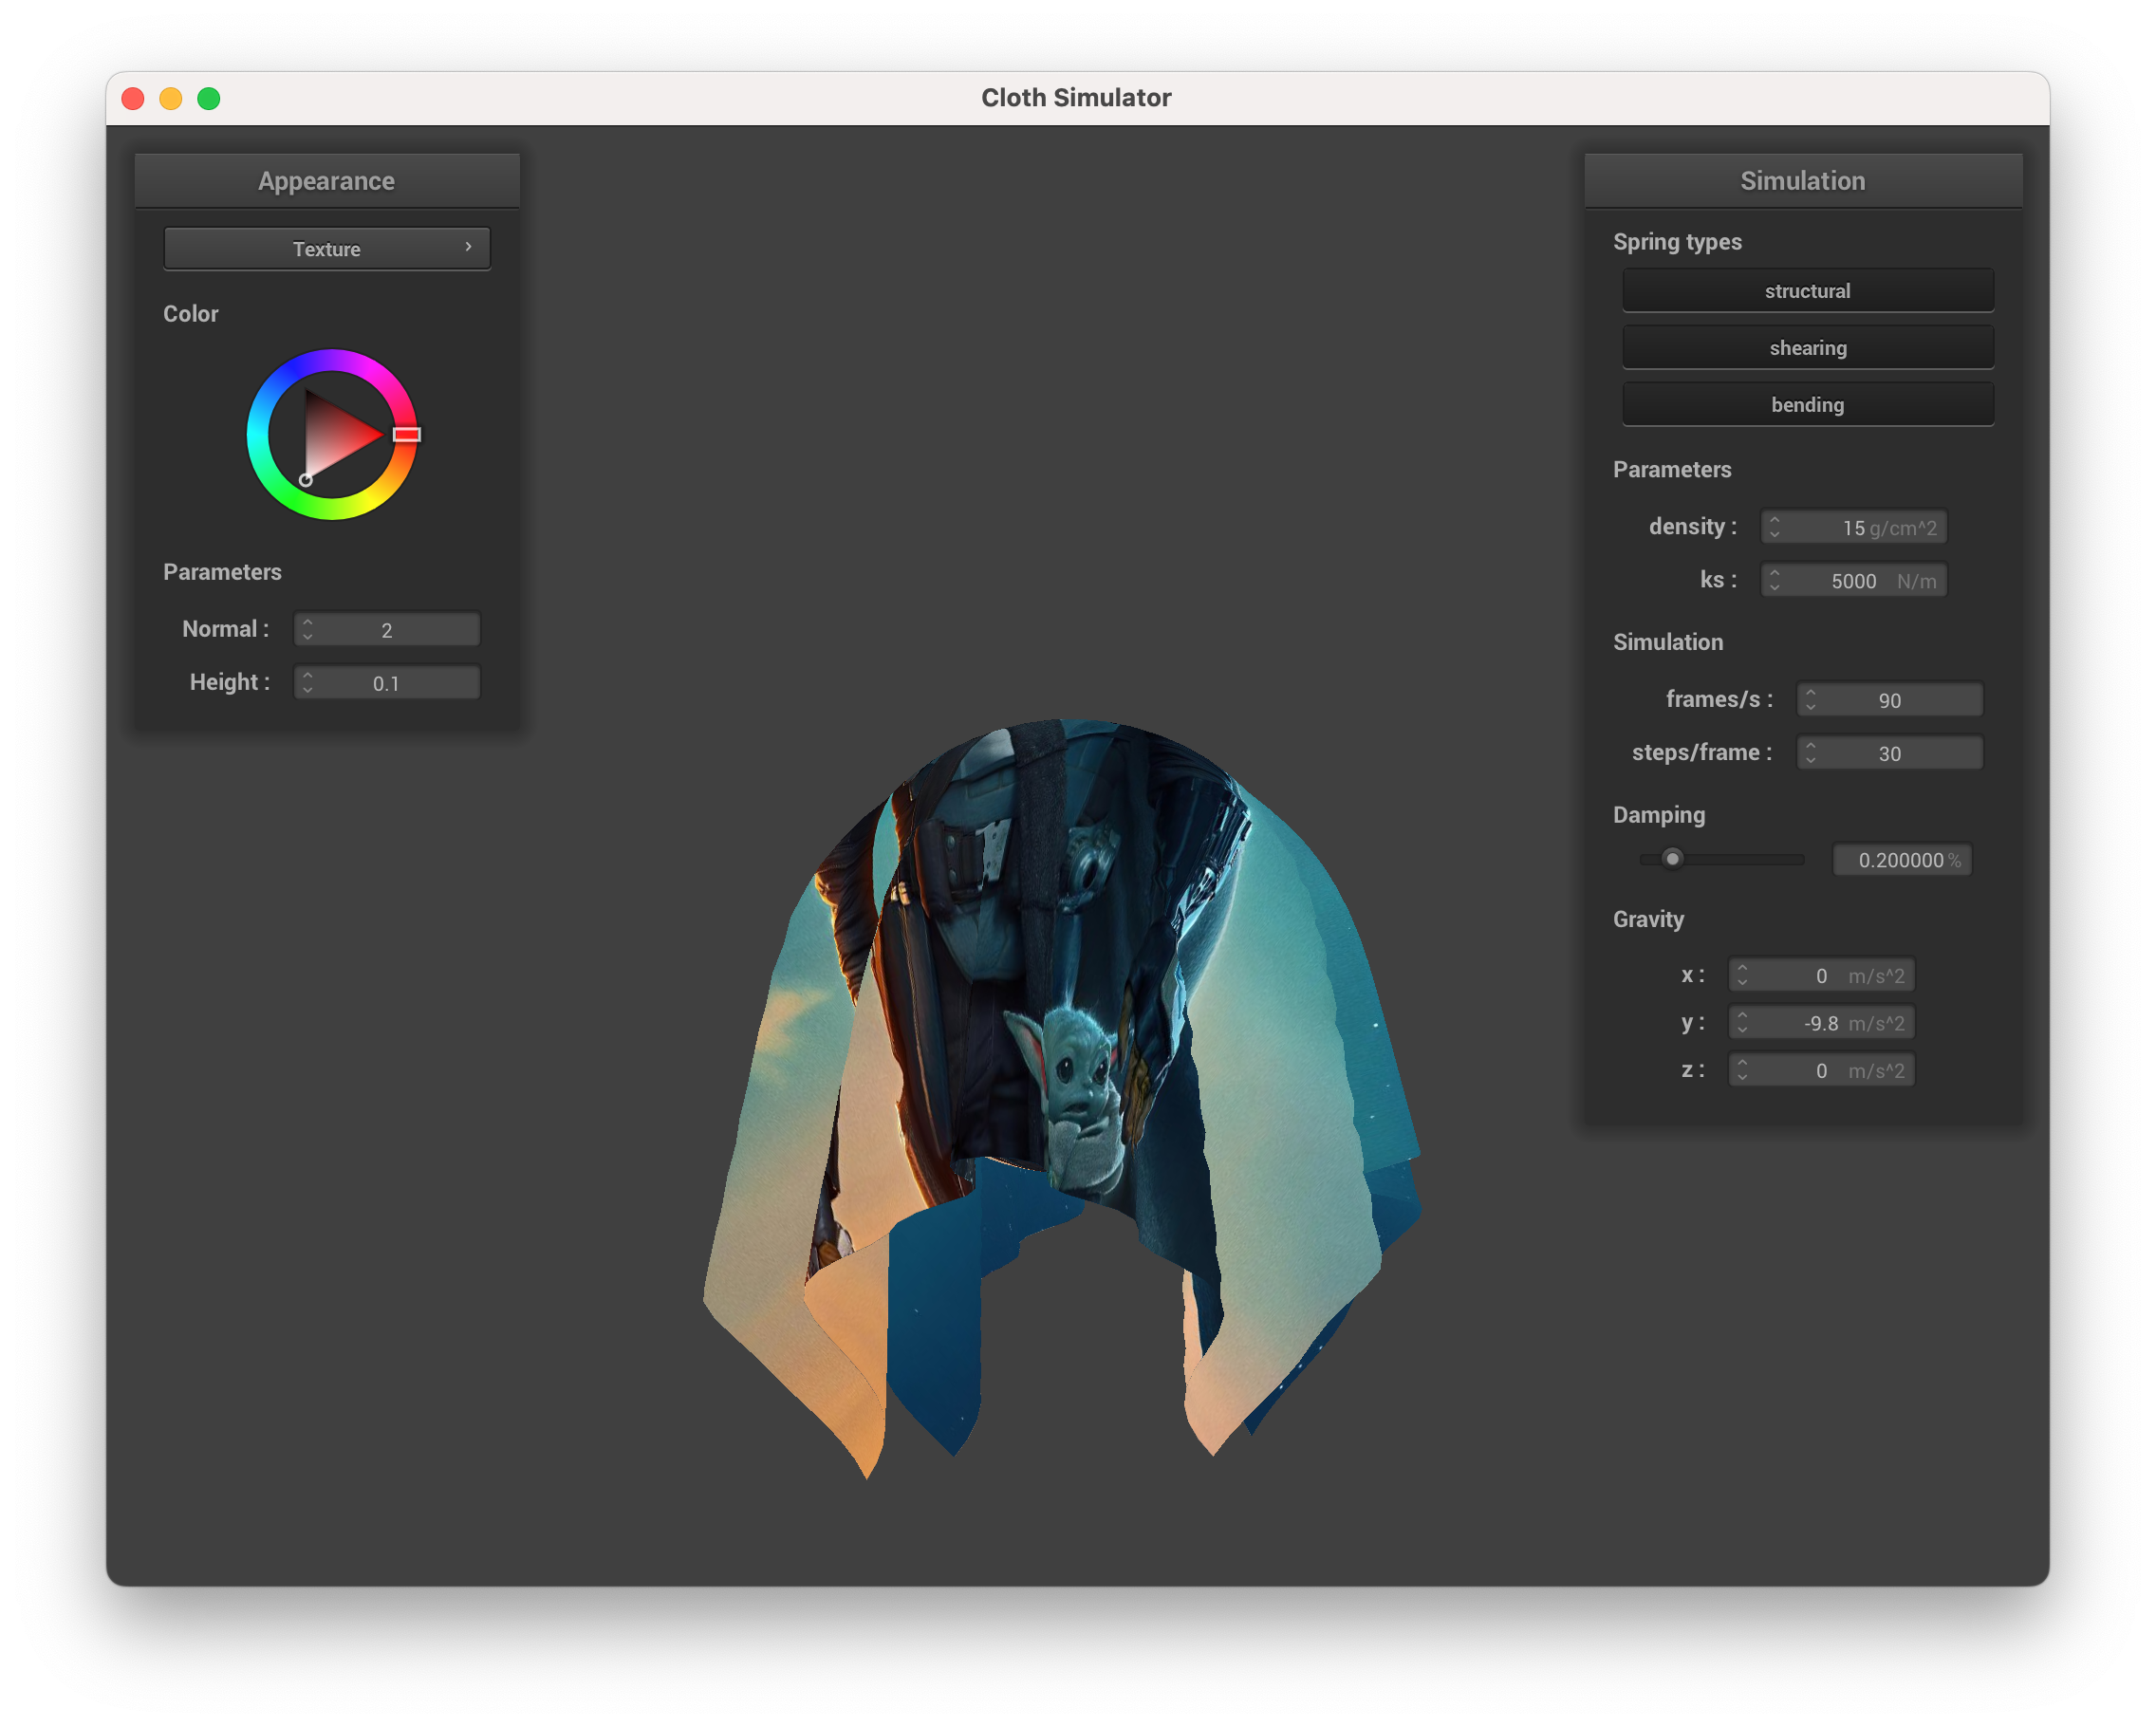 Cloth Simulator
Appearance
Texture
Color
Parameters
Normal : 2
Height : 0.1
Simulation
Spring types
structural
shearing
bending
Parameters
density : 15 g/cm^2
ks : 5000 N/m
Simulation
frames/s : 90
steps/frame : 30
Damping
0.200000 %
Gravity
x : 0 m/s^2
y : -9.8 m/s^2
z : 0 m/s^2